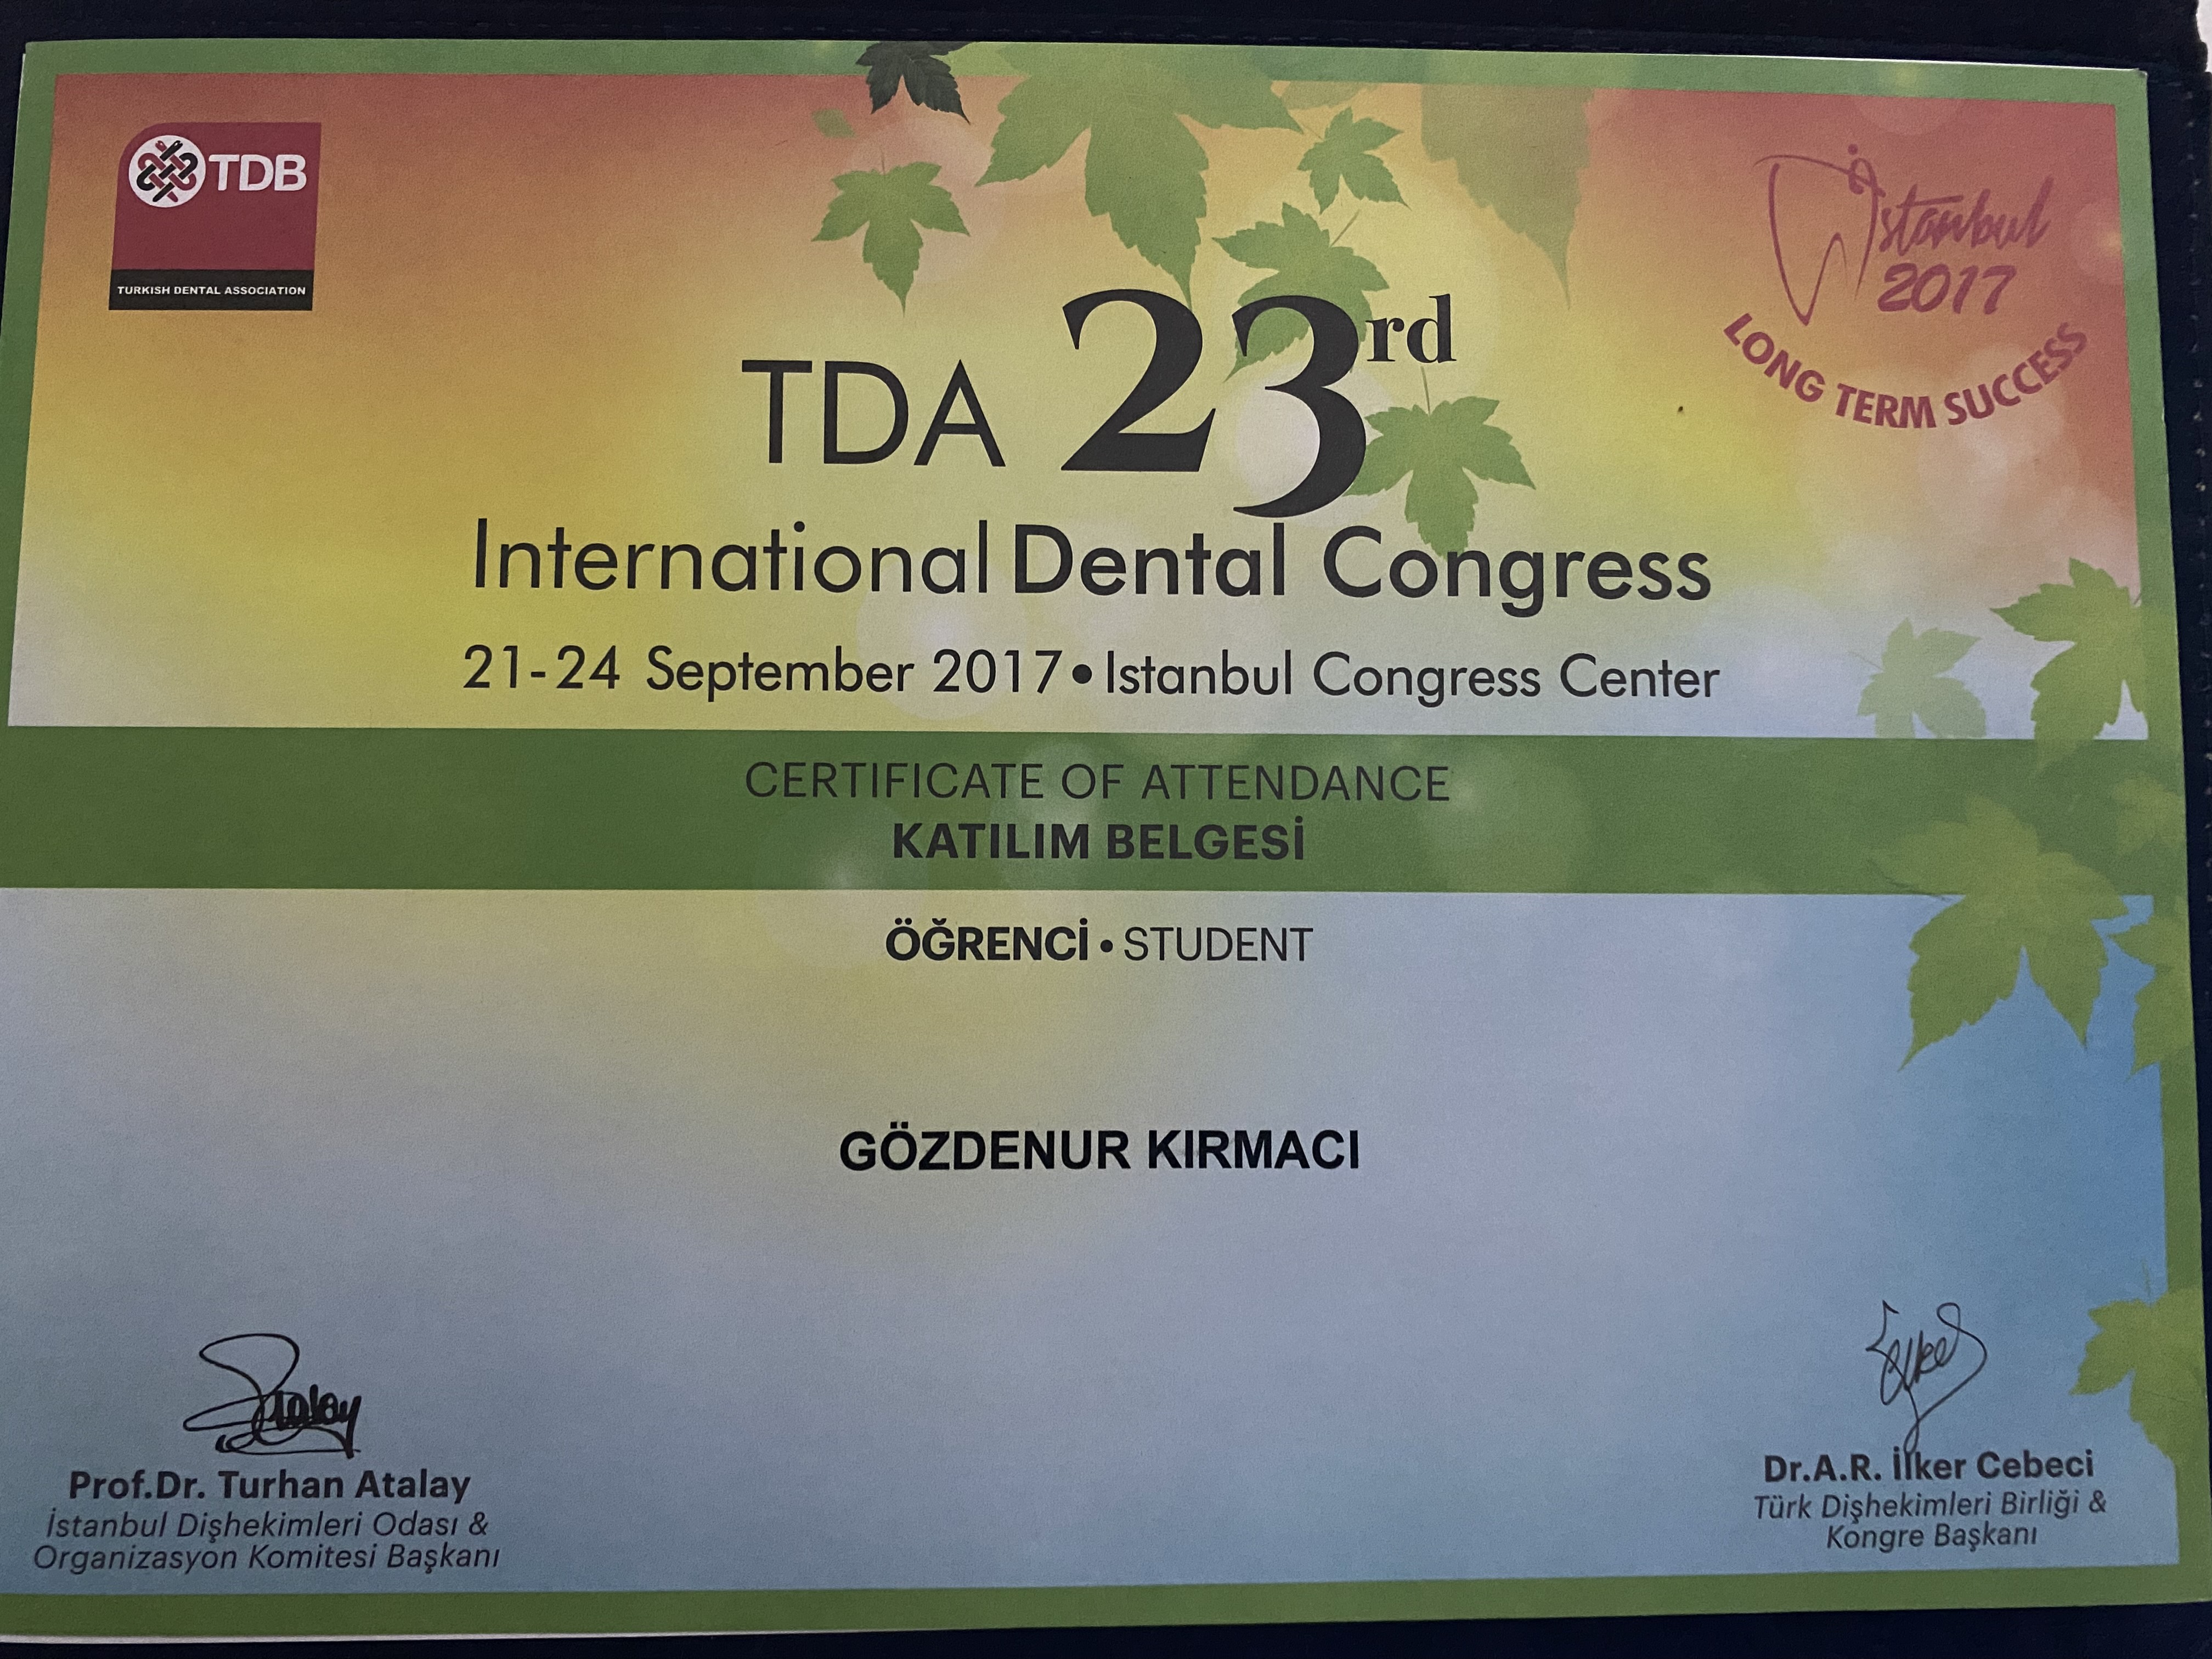 TDB
TURKISH DENTAL ASSOCIATION
İstanbul
2017
LONG TERM SUCCESS
TDA 23rd
International Dental Congress
21-24 September 2017 • Istanbul Congress Center
CERTIFICATE OF ATTENDANCE
KATILIM BELGESİ
ÖĞRENCİ • STUDENT
GÖZDENUR KIRMACI
Atalay
Prof.Dr. Turhan Atalay
İstanbul Dişhekimleri Odası &
Organizasyon Komitesi Başkanı
İlker
Dr.A.R. İlker Cebeci
Türk Dişhekimleri Birliği &
Kongre Başkanı